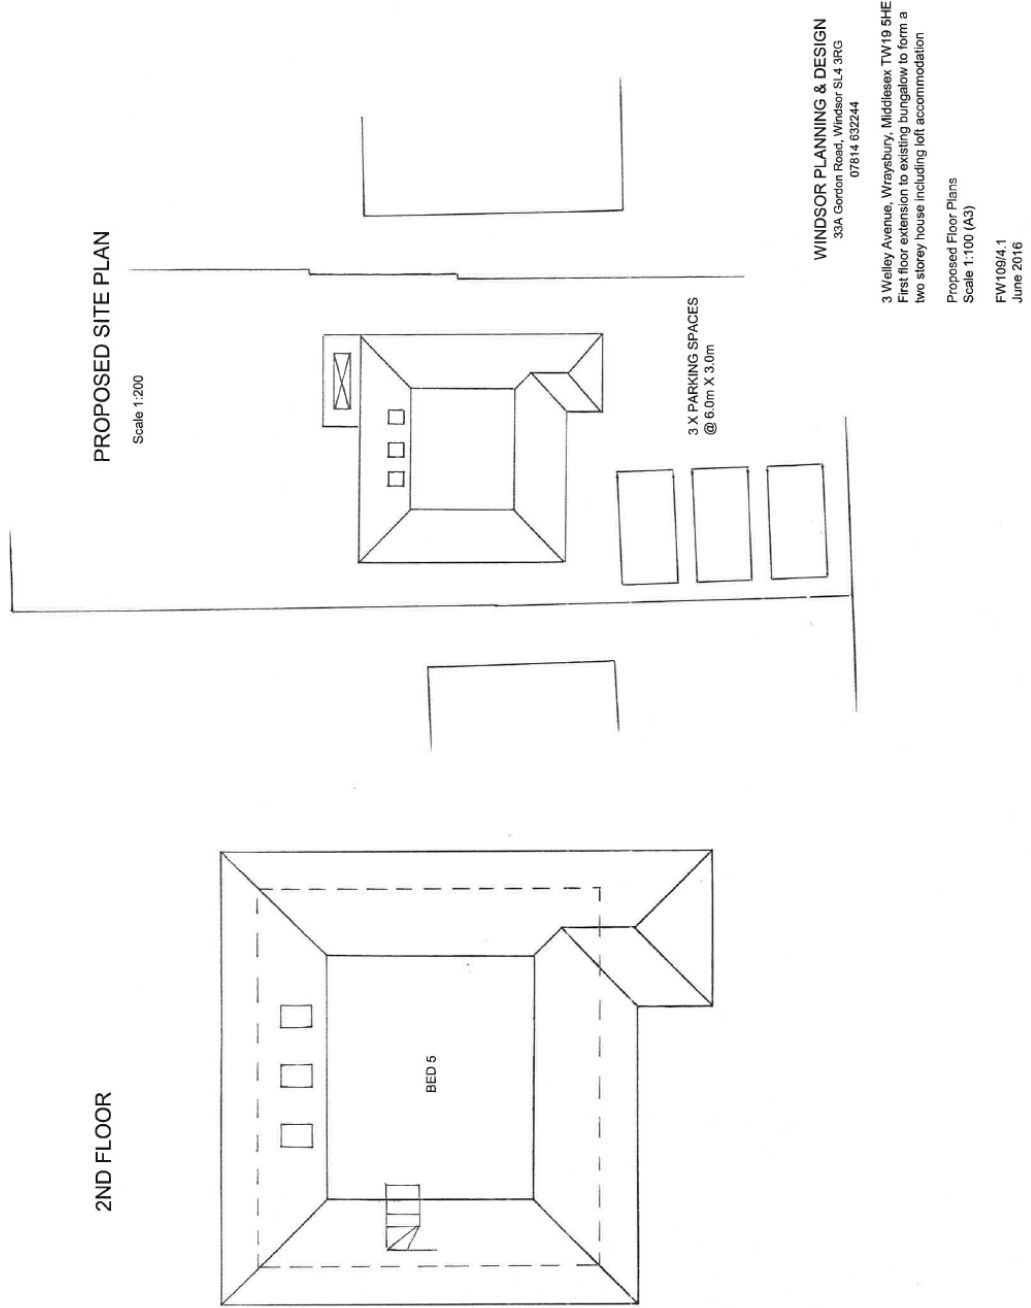 2ND FLOOR
BED 5
PROPOSED SITE PLAN
Scale 1:200
3 X PARKING SPACES
@ 6.0m X 3.0m
WINDSOR PLANNING & DESIGN
33A Gordon Road, Windsor SL4 3RG
07814 632244
3 Welley Avenue, Wraysbury, Middlesex TW19 5HE
First floor extension to existing bungalow to form a
two storey house including loft accommodation
Proposed Floor Plans
Scale 1:100 (A3)
FW109/4.1
June 2016